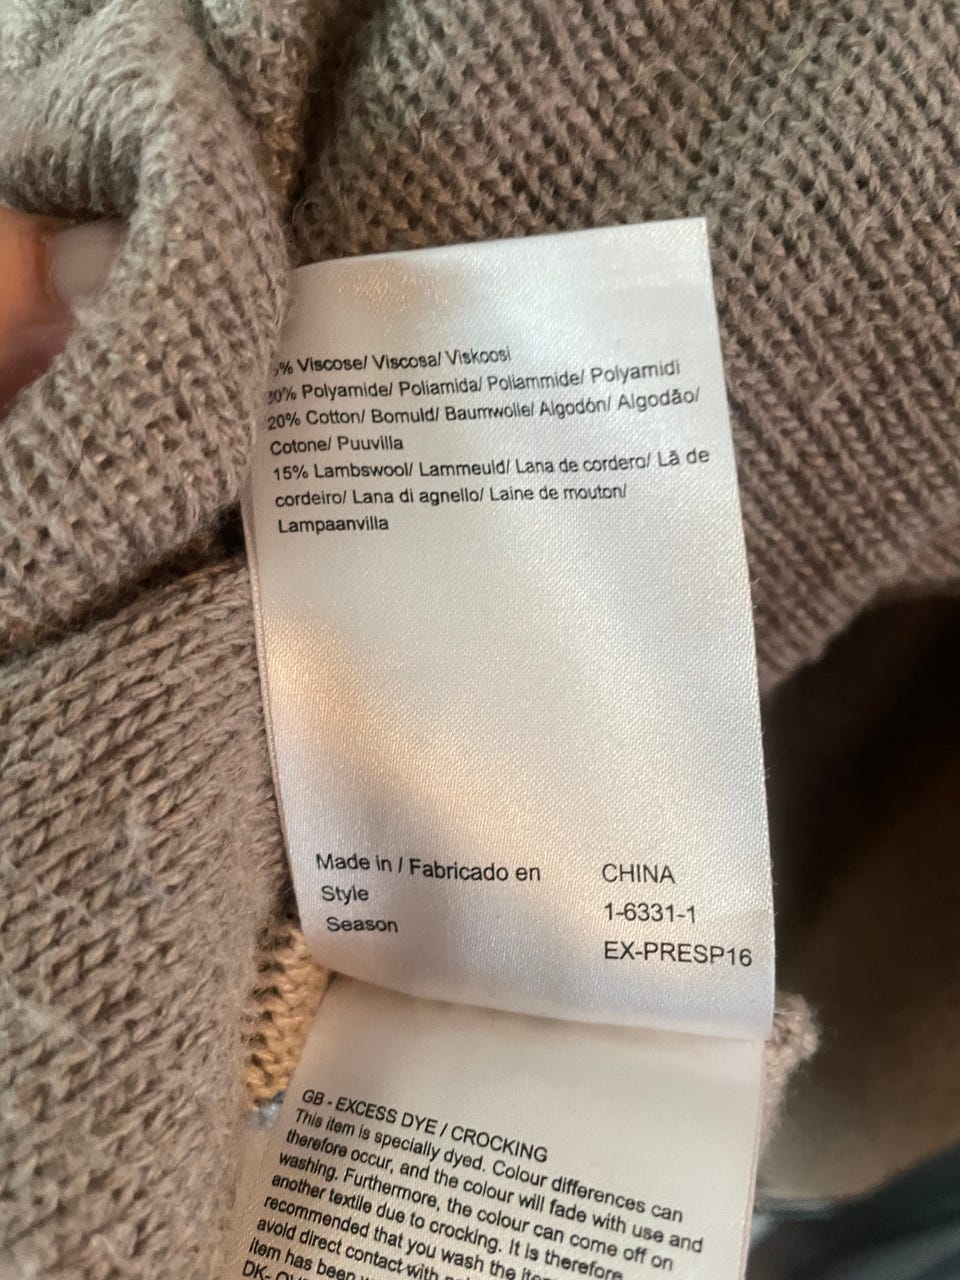 % Viscose/ Viscosa/ Viskoosi
30% Polyamide/ Poliamida/ Poliammide/ Polyamidi
20% Cotton/ Bomuld/ Baumwolle/ Algodón/ Algodão/
Cotone/ Puuvilla
15% Lambswool/ Lammeuld/ Lana de cordero/ Lã de
cordeiro/ Lana di agnello/ Laine de mouton/
Lampaanvilla
Made in / Fabricado en CHINA
Style 1-6331-1
Season EX-PRESP16
GB - EXCESS DYE / CROCKING
This item is specially dyed. Colour differences can
therefore occur, and the colour will fade with use and
washing. Furthermore, the colour can come off on
another textile due to crocking. It is therefore
recommended that you wash the
avoid direct contact with
item has been
DK-